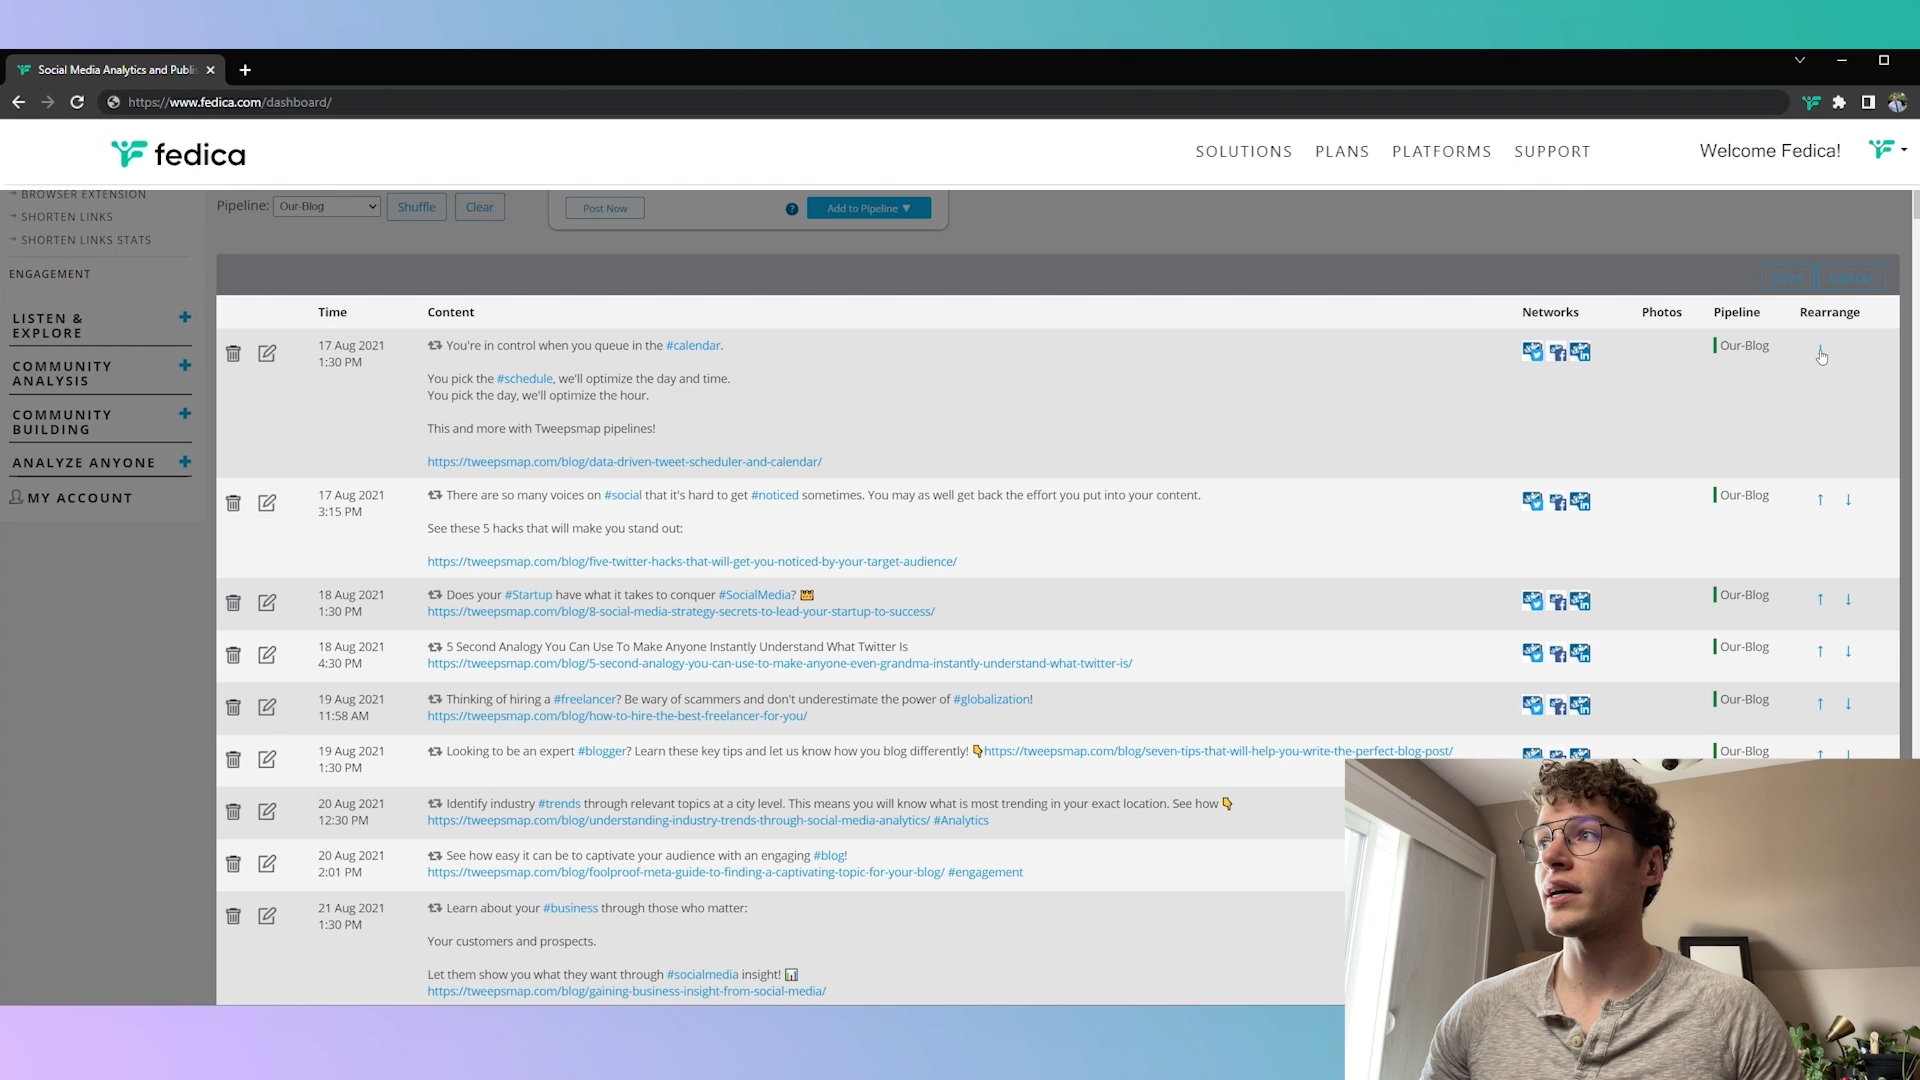 Social Media Analytics and Publi
https://www.fedica.com/dashboard/
fedica
SOLUTIONS PLANS PLATFORMS SUPPORT
Welcome Fedica!
→ BROWSER EXTENSION
→ SHORTEN LINKS
→ SHORTEN LINKS STATS
ENGAGEMENT
LISTEN &
EXPLORE
COMMUNITY
ANALYSIS
COMMUNITY
BUILDING
ANALYZE ANYONE
MY ACCOUNT
Pipeline: Our-Blog Shuffle Clear
Post Now ? Add to Pipeline ▼
Save Cancel
Time Content Networks Photos Pipeline Rearrange
17 Aug 2021
1:30 PM
You're in control when you queue in the #calendar.
You pick the #schedule, we'll optimize the day and time.
You pick the day, we'll optimize the hour.
This and more with Tweepsmap pipelines!
https://tweepsmap.com/blog/data-driven-tweet-scheduler-and-calendar/
Our-Blog
17 Aug 2021
3:15 PM
There are so many voices on #social that it's hard to get #noticed sometimes. You may as well get back the effort you put into your content.
See these 5 hacks that will make you stand out:
https://tweepsmap.com/blog/five-twitter-hacks-that-will-get-you-noticed-by-your-target-audience/
Our-Blog ↑ ↓
18 Aug 2021
1:30 PM
Does your #Startup have what it takes to conquer #SocialMedia?
https://tweepsmap.com/blog/8-social-media-strategy-secrets-to-lead-your-startup-to-success/
Our-Blog ↑ ↓
18 Aug 2021
4:30 PM
5 Second Analogy You Can Use To Make Anyone Instantly Understand What Twitter Is
https://tweepsmap.com/blog/5-second-analogy-you-can-use-to-make-anyone-even-grandma-instantly-understand-what-twitter-is/
Our-Blog ↑ ↓
19 Aug 2021
11:58 AM
Thinking of hiring a #freelancer? Be wary of scammers and don't underestimate the power of #globalization!
https://tweepsmap.com/blog/how-to-hire-the-best-freelancer-for-you/
Our-Blog ↑ ↓
19 Aug 2021
1:30 PM
Looking to be an expert #blogger? Learn these key tips and let us know how you blog differently! 👇https://tweepsmap.com/blog/seven-tips-that-will-help-you-write-the-perfect-blog-post/
Our-Blog
20 Aug 2021
12:30 PM
Identify industry #trends through relevant topics at a city level. This means you will know what is most trending in your exact location. See how 👇
https://tweepsmap.com/blog/understanding-industry-trends-through-social-media-analytics/ #Analytics
20 Aug 2021
2:01 PM
See how easy it can be to captivate your audience with an engaging #blog!
https://tweepsmap.com/blog/foolproof-meta-guide-to-finding-a-captivating-topic-for-your-blog/ #engagement
21 Aug 2021
1:30 PM
Learn about your #business through those who matter:
Your customers and prospects.
Let them show you what they want through #socialmedia insight! 📊
https://tweepsmap.com/blog/gaining-business-insight-from-social-media/